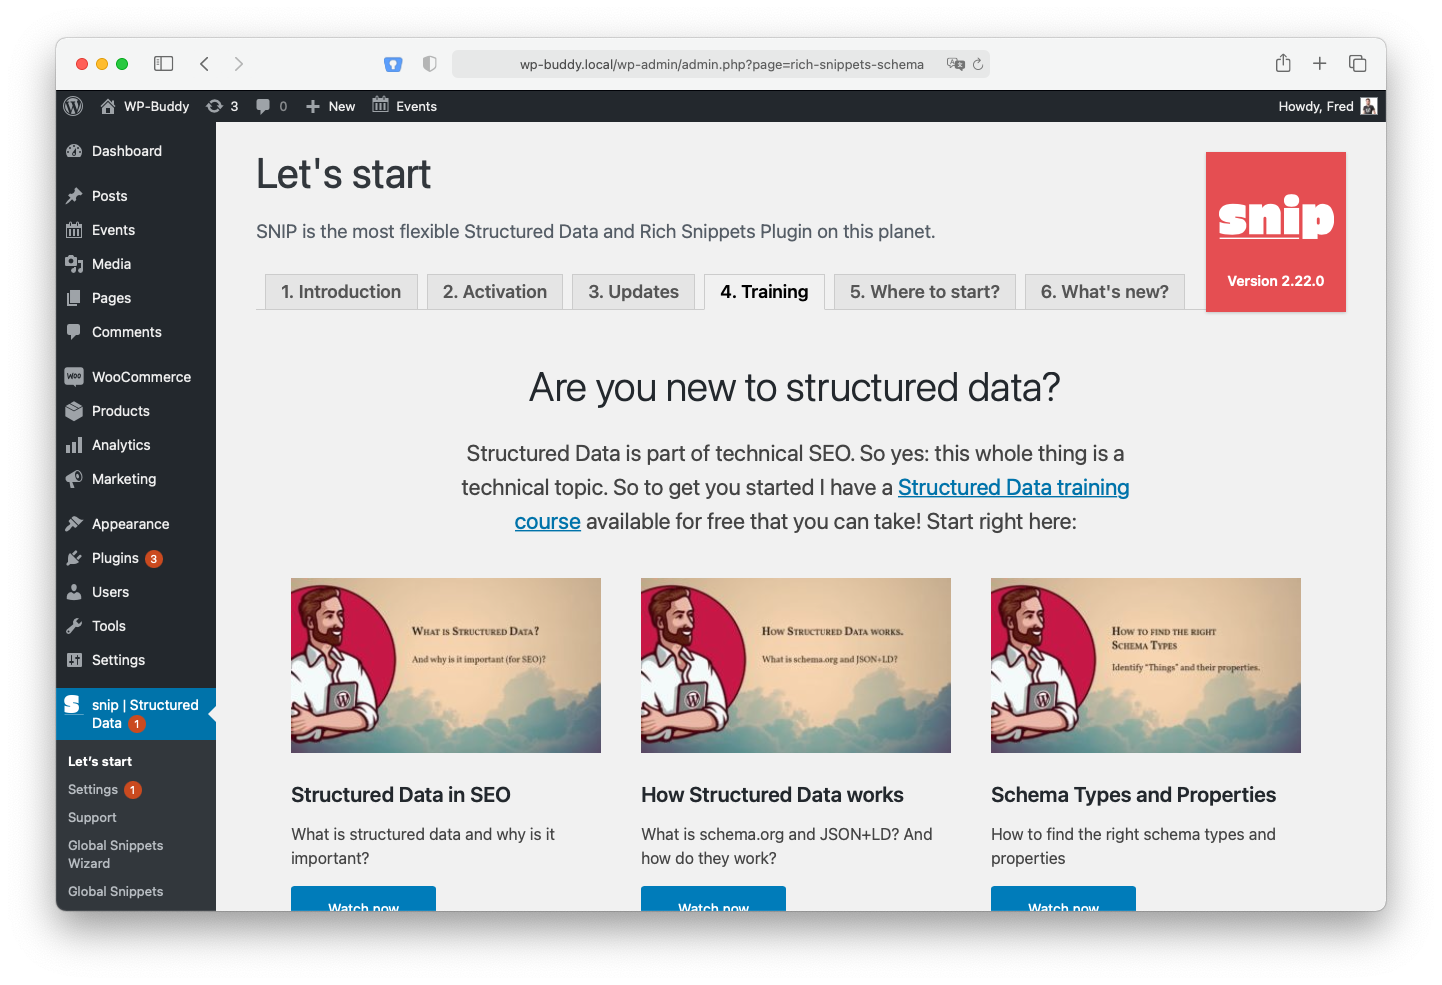 wp-buddy.local/wp-admin/admin.php?page=rich-snippets-schema
WP-Buddy 3 0 New Events Howdy, Fred
Dashboard
Posts
Events
Media
Pages
Comments
WooCommerce
Products
Analytics
Marketing
Appearance
Plugins 3
Users
Tools
Settings
snip | Structured
Data 1
Let's start
Settings 1
Support
Global Snippets
Wizard
Global Snippets
Let's start
SNIP is the most flexible Structured Data and Rich Snippets Plugin on this planet.
snip
Version 2.22.0
1. Introduction 2. Activation 3. Updates 4. Training 5. Where to start? 6. What's new?
Are you new to structured data?
Structured Data is part of technical SEO. So yes: this whole thing is a
technical topic. So to get you started I have a Structured Data training
course available for free that you can take! Start right here:
What is Structured Data?
And why is it important (for SEO)?
Structured Data in SEO
What is structured data and why is it
important?
Watch now
How Structured Data works.
What is schema.org and JSON+LD?
How Structured Data works
What is schema.org and JSON+LD? And
how do they work?
Watch now
How to find the right
Schema Types
Identify "Things" and their properties.
Schema Types and Properties
How to find the right schema types and
properties
Watch now